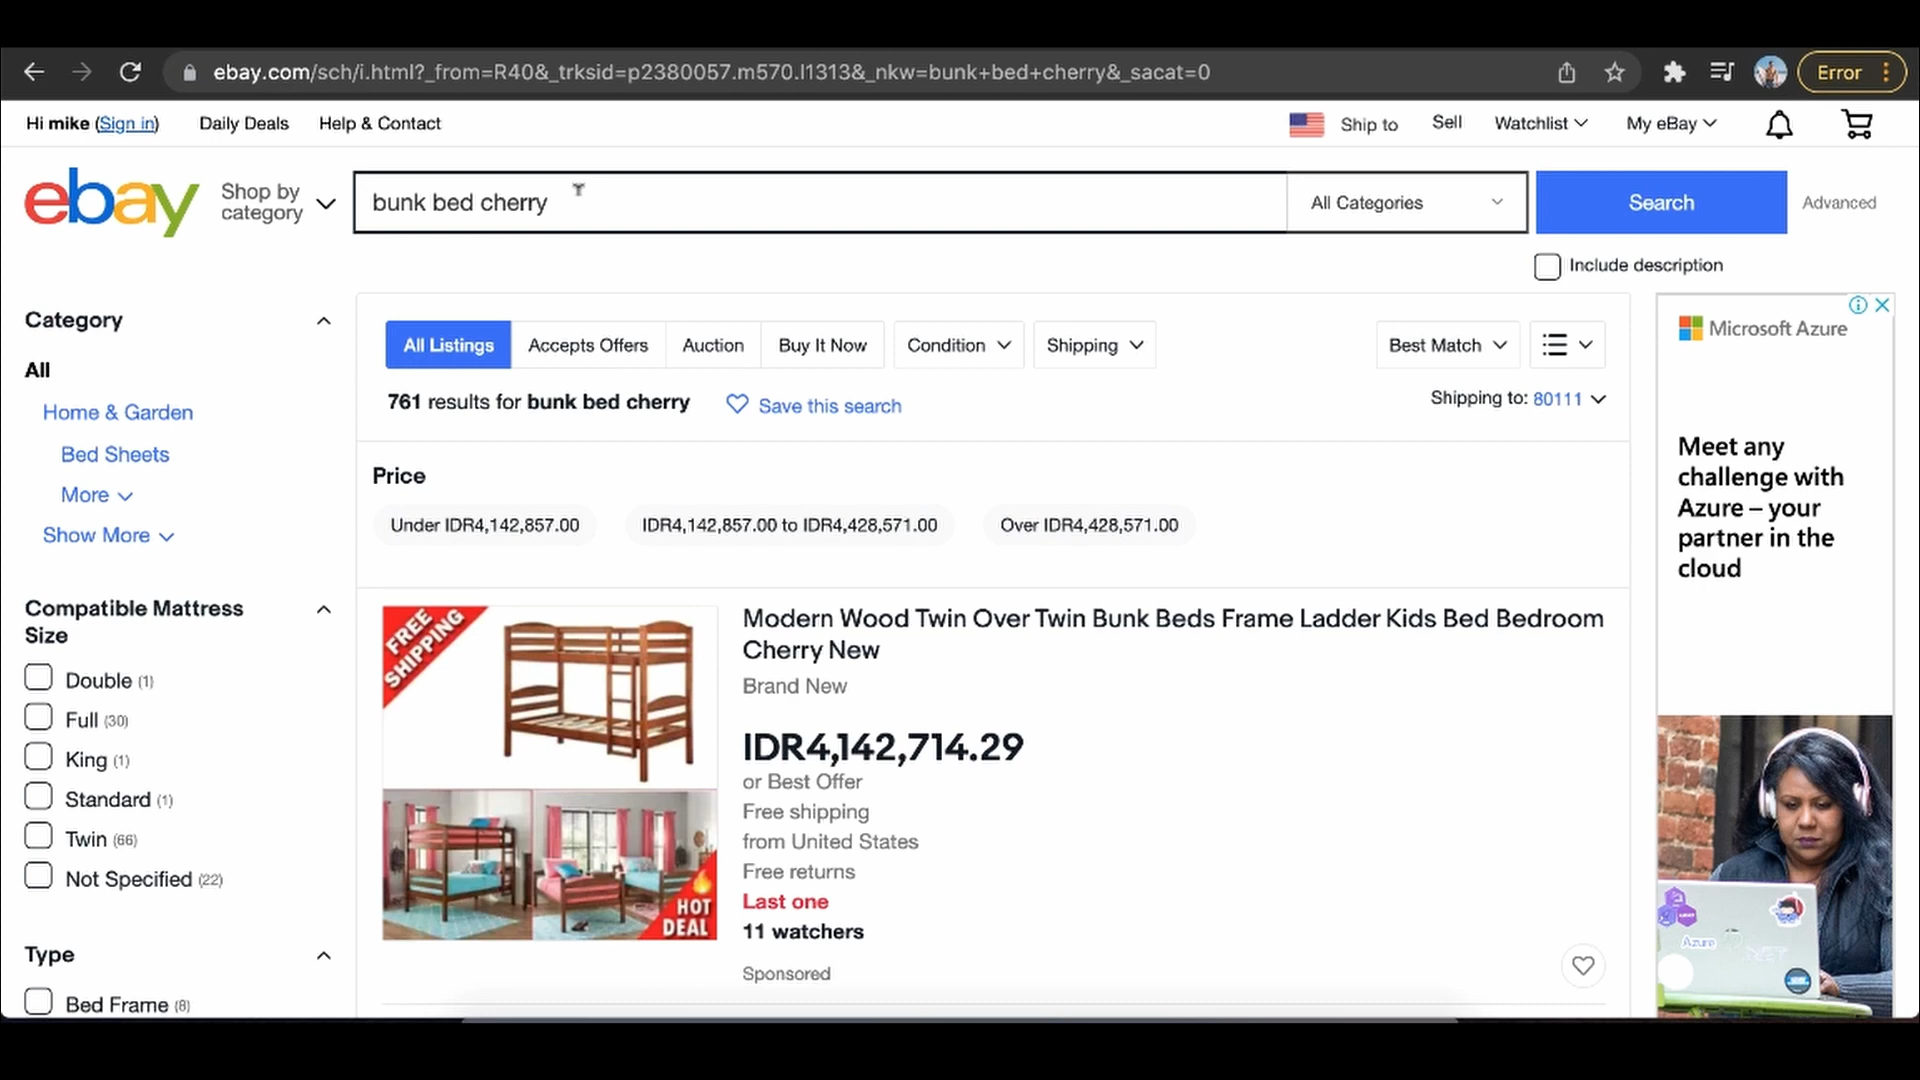 ebay.com/sch/i.html?_from=R40&_trksid=p2380057.m570.l1313&_nkw=bunk+bed+cherry&_sacat=0
Error
Hi mike (Sign in)
Daily Deals
Help & Contact
Ship to
Sell
Watchlist
My eBay
ebay
Shop by
category
bunk bed cherry
All Categories
Search
Advanced
Include description
Category
All
Home & Garden
Bed Sheets
More
Show More
Compatible Mattress
Size
Double (1)
Full (30)
King (1)
Standard (1)
Twin (66)
Not Specified (22)
Type
Bed Frame (8)
All Listings
Accepts Offers
Auction
Buy It Now
Condition
Shipping
Best Match
761 results for bunk bed cherry
Save this search
Shipping to: 80111
Price
Under IDR4,142,857.00
IDR4,142,857.00 to IDR4,428,571.00
Over IDR4,428,571.00
FREE
SHIPPING
HOT
DEAL
Modern Wood Twin Over Twin Bunk Beds Frame Ladder Kids Bed Bedroom
Cherry New
Brand New
IDR4,142,714.29
or Best Offer
Free shipping
from United States
Free returns
Last one
11 watchers
Sponsored
Microsoft Azure
Meet any
challenge with
Azure – your
partner in the
cloud
Azure